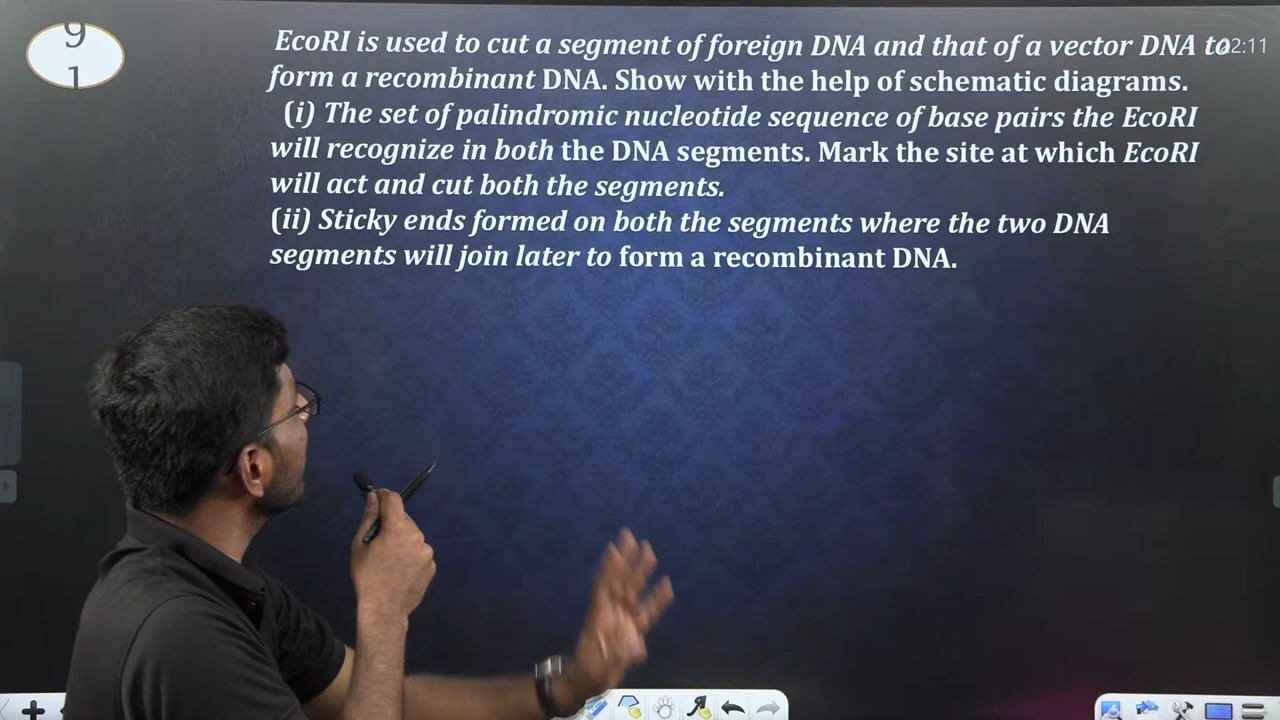 9
1
EcoRI is used to cut a segment of foreign DNA and that of a vector DNA to
02:11
form a recombinant DNA. Show with the help of schematic diagrams.
(i) The set of palindromic nucleotide sequence of base pairs the EcoRI
will recognize in both the DNA segments. Mark the site at which EcoRI
will act and cut both the segments.
(ii) Sticky ends formed on both the segments where the two DNA
segments will join later to form a recombinant DNA.